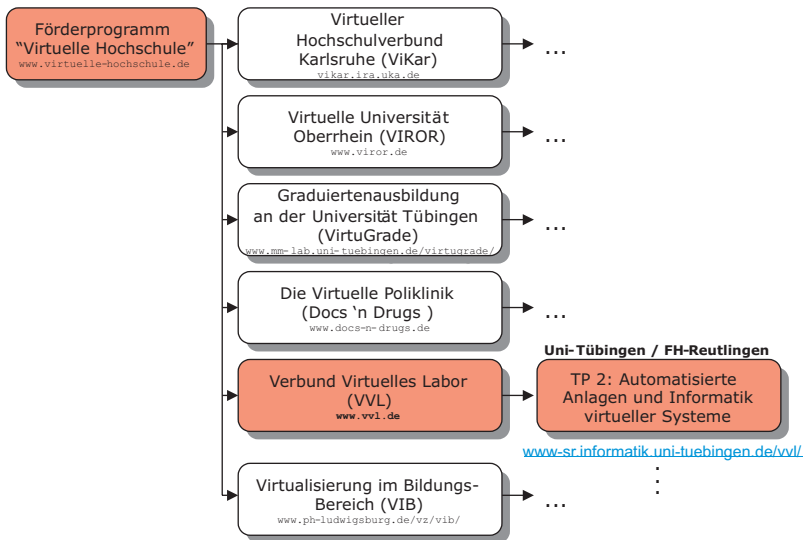 Förderprogramm
“Virtuelle Hochschule”
www.virtuelle-hochschule.de
Virtueller
Hochschulverbund
Karlsruhe (ViKar)
vikar.ira.uka.de
...
Virtuelle Universität
Oberrhein (VIROR)
www.viror.de
...
Graduiertenausbildung
an der Universität Tübingen
(VirtuGrade)
www.mm-lab.uni-tuebingen.de/virtugrade/
...
Die Virtuelle Poliklinik
(Docs ‘n Drugs )
www.docs-n-drugs.de
...
Verbund Virtuelles Labor
(VVL)
www.vvl.de
Uni-Tübingen / FH-Reutlingen
TP 2: Automatisierte
Anlagen und Informatik
virtueller Systeme
www-sr.informatik.uni-tuebingen.de/vvl/
Virtualisierung im Bildungs-
Bereich (VIB)
www.ph-ludwigsburg.de/vz/vib/
...